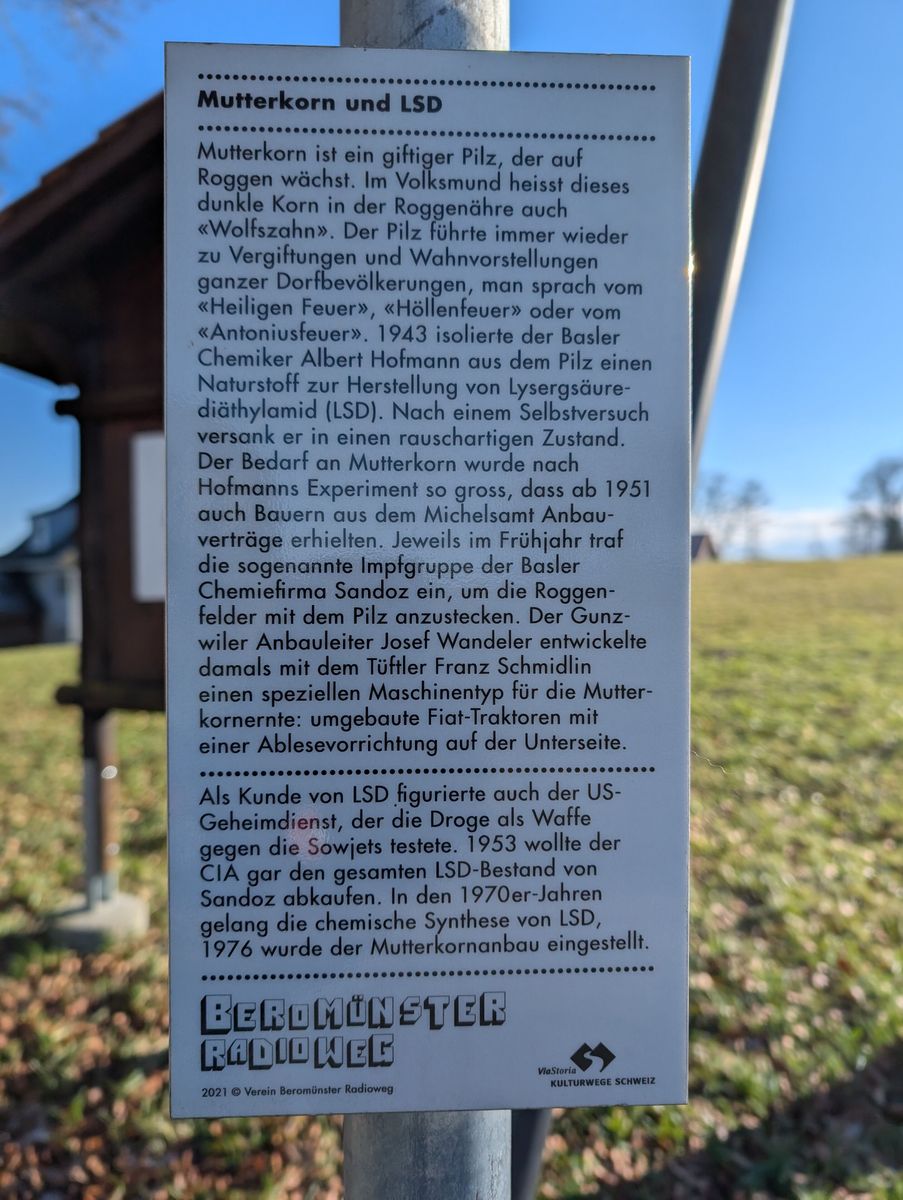 Mutterkorn und LSD
Mutterkorn ist ein giftiger Pilz, der auf
Roggen wächst. Im Volksmund heisst dieses
dunkle Korn in der Roggenähre auch
«Wolfszahn». Der Pilz führte immer wieder
zu Vergiftungen und Wahnvorstellungen
ganzer Dorfbevölkerungen, man sprach vom
«Heiligen Feuer», «Höllenfeuer» oder vom
«Antoniusfeuer». 1943 isolierte der Basler
Chemiker Albert Hofmann aus dem Pilz einen
Naturstoff zur Herstellung von Lysergsäure-
diäthylamid (LSD). Nach einem Selbstversuch
versank er in einen rauschartigen Zustand.
Der Bedarf an Mutterkorn wurde nach
Hofmanns Experiment so gross, dass ab 1951
auch Bauern aus dem Michelsamt Anbau-
verträge erhielten. Jeweils im Frühjahr traf
die sogenannte Impfgruppe der Basler
Chemiefirma Sandoz ein, um die Roggen-
felder mit dem Pilz anzustecken. Der Gunz-
wiler Anbauleiter Josef Wandeler entwickelte
damals mit dem Tüftler Franz Schmidlin
einen speziellen Maschinentyp für die Mutter-
kornernte: umgebaute Fiat-Traktoren mit
einer Ablesevorrichtung auf der Unterseite.
Als Kunde von LSD figurierte auch der US-
Geheimdienst, der die Droge als Waffe
gegen die Sowjets testete. 1953 wollte der
CIA gar den gesamten LSD-Bestand von
Sandoz abkaufen. In den 1970er-Jahren
gelang die chemische Synthese von LSD,
1976 wurde der Mutterkornanbau eingestellt.
BEROMÜNSTER
RADIOWEG
2021 © Verein Beromünster Radioweg
ViaStoria
KULTURWEGE SCHWEIZ